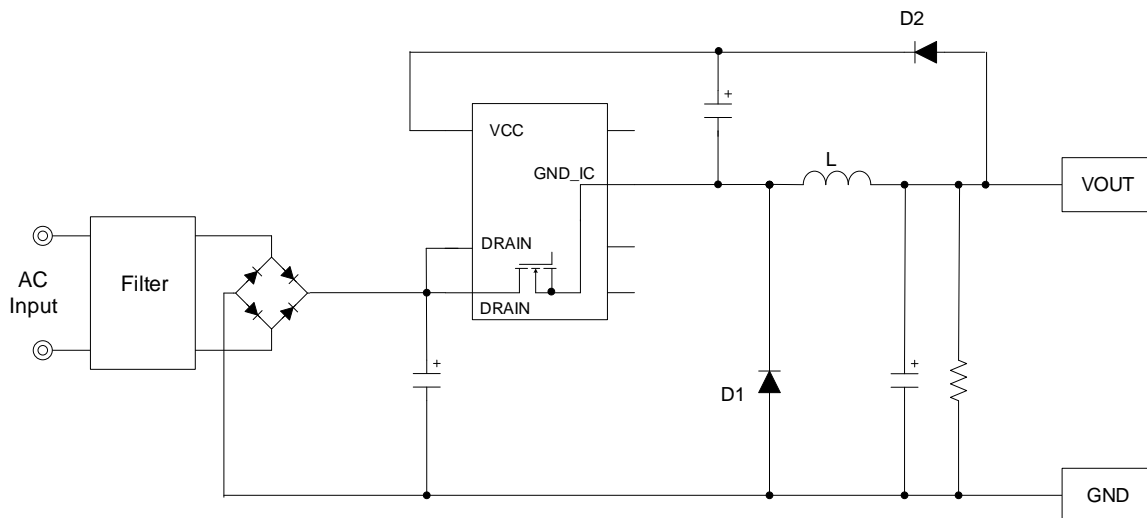 D2
+
VCC
GND_IC
L
VOUT
DRAIN
Filter
AC
Input
DRAIN
+
D1
+
GND